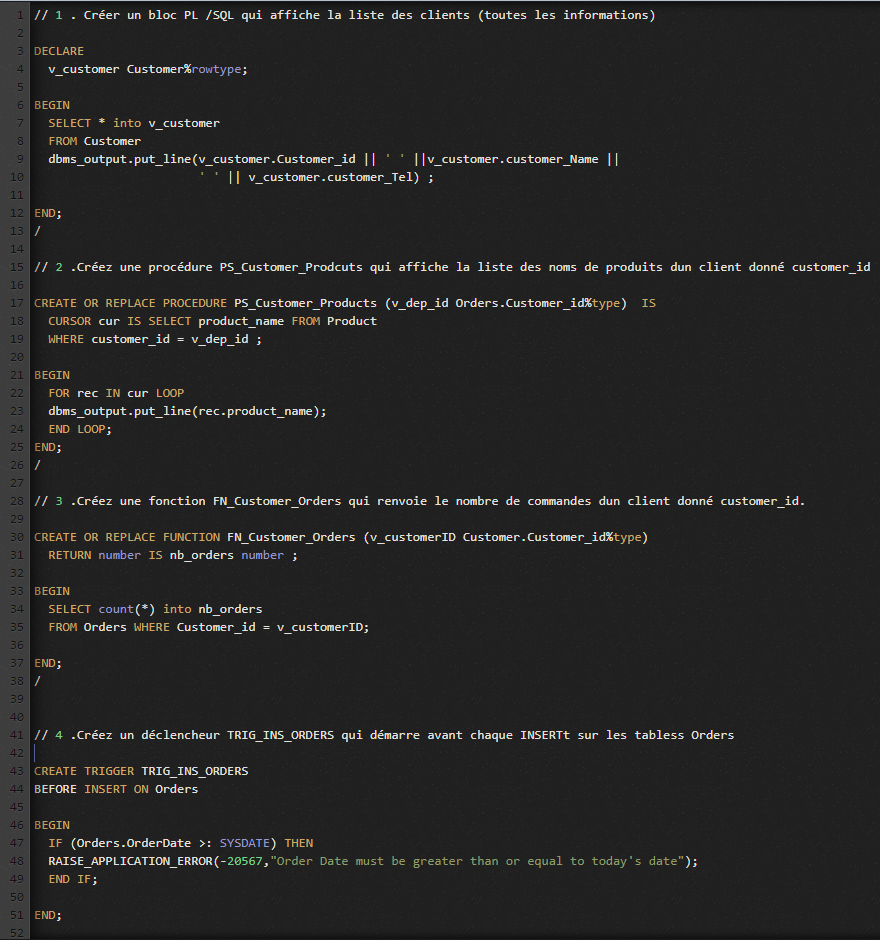 1 // 1 . Créer un bloc PL /SQL qui affiche la liste des clients (toutes les informations)
2
3 DECLARE
4   v_customer Customer%rowtype;
5
6 BEGIN
7   SELECT * into v_customer
8   FROM Customer
9   dbms_output.put_line(v_customer.Customer_id || ' ' ||v_customer.customer_Name ||
10                        ' ' || v_customer.customer_Tel) ;
11
12 END;
13 /
14
15 // 2 .Créez une procédure PS_Customer_Prodcuts qui affiche la liste des noms de produits dun client donné customer_id
16
17 CREATE OR REPLACE PROCEDURE PS_Customer_Products (v_dep_id Orders.Customer_id%type)  IS
18   CURSOR cur IS SELECT product_name FROM Product
19   WHERE customer_id = v_dep_id ;
20
21 BEGIN
22   FOR rec IN cur LOOP
23   dbms_output.put_line(rec.product_name);
24   END LOOP;
25 END;
26 /
27
28 // 3 .Créez une fonction FN_Customer_Orders qui renvoie le nombre de commandes dun client donné customer_id.
29
30 CREATE OR REPLACE FUNCTION FN_Customer_Orders (v_customerID Customer.Customer_id%type)
31   RETURN number IS nb_orders number ;
32
33 BEGIN
34   SELECT count(*) into nb_orders
35   FROM Orders WHERE Customer_id = v_customerID;
36
37 END;
38 /
39
40
41 // 4 .Créez un déclencheur TRIG_INS_ORDERS qui démarre avant chaque INSERTt sur les tabless Orders
42
43 CREATE TRIGGER TRIG_INS_ORDERS
44 BEFORE INSERT ON Orders
45
46 BEGIN
47   IF (Orders.OrderDate >: SYSDATE) THEN
48   RAISE_APPLICATION_ERROR(-20567,"Order Date must be greater than or equal to today's date");
49   END IF;
50
51 END;
52